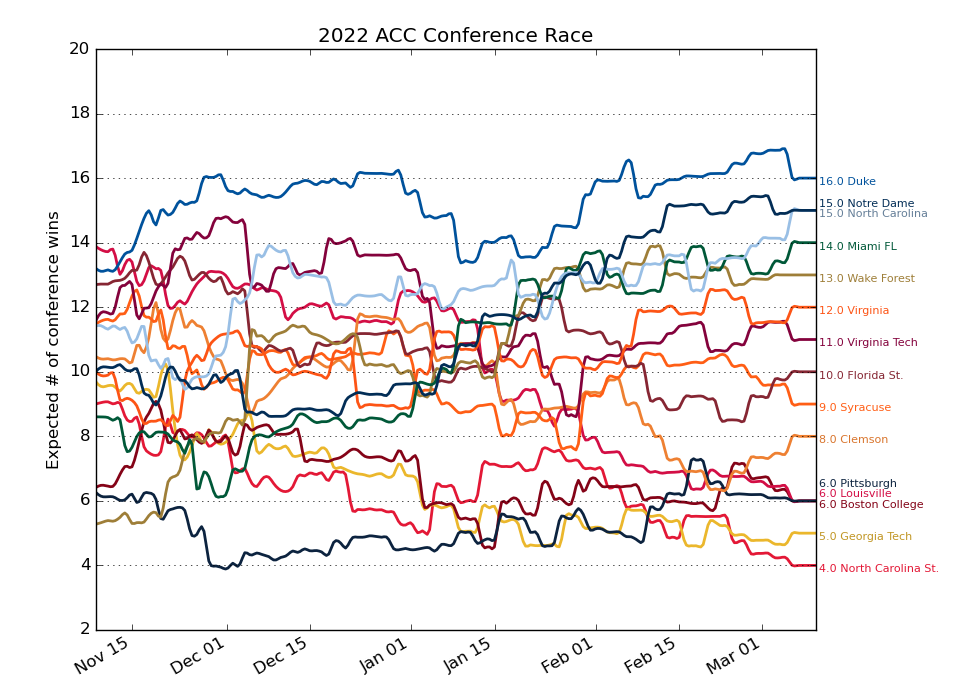 2022 ACC Conference Race
Expected # of conference wins
20
18
16
14
12
10
8
6
4
2
Nov 15
Dec 01
Dec 15
Jan 01
Jan 15
Feb 01
Feb 15
Mar 01
16.0 Duke
15.0 Notre Dame
15.0 North Carolina
14.0 Miami FL
13.0 Wake Forest
12.0 Virginia
11.0 Virginia Tech
10.0 Florida St.
9.0 Syracuse
8.0 Clemson
6.0 Pittsburgh
6.0 Louisville
6.0 Boston College
5.0 Georgia Tech
4.0 North Carolina St.